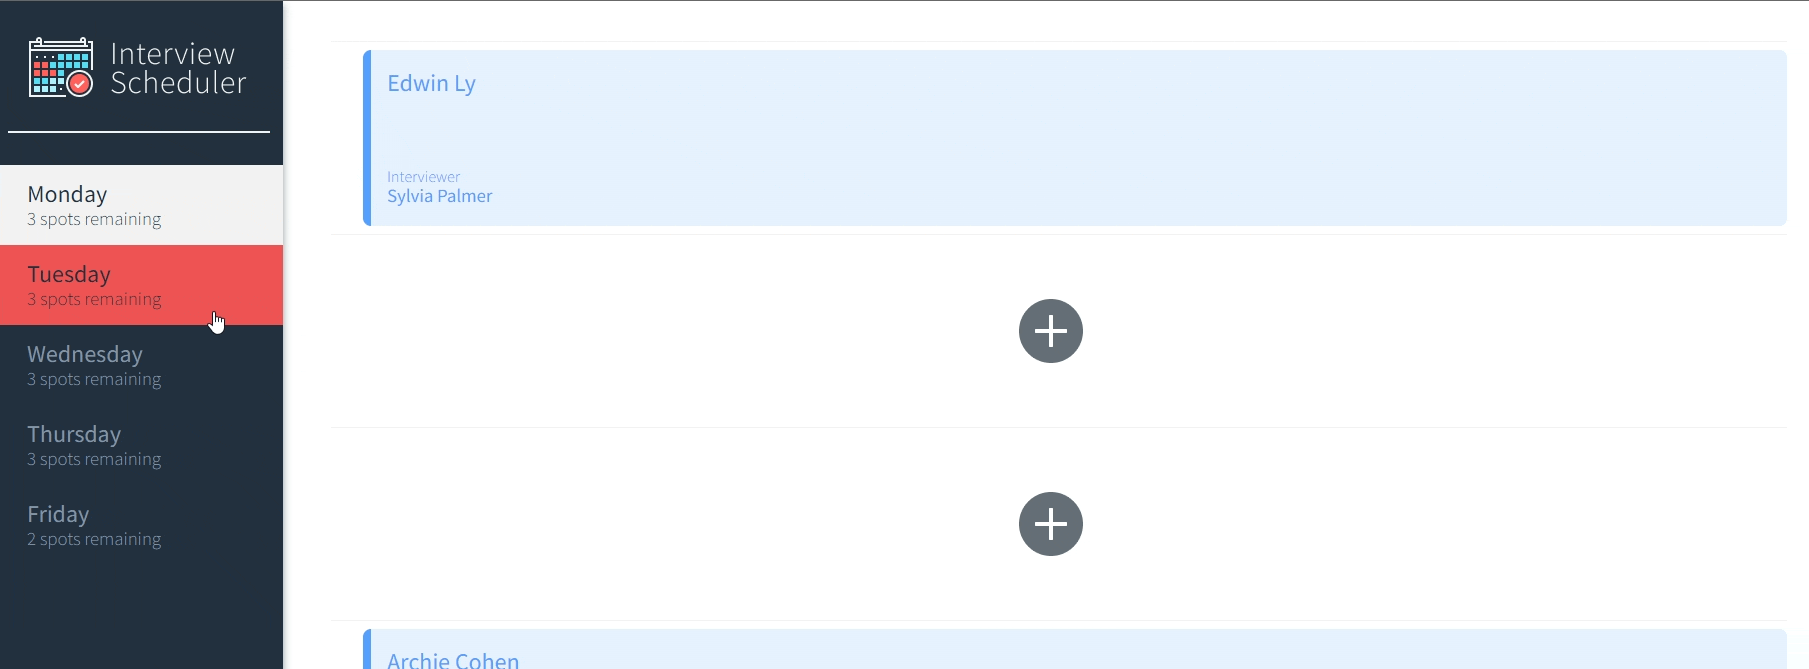 Interview
Scheduler
Monday
3 spots remaining
Tuesday
3 spots remaining
Wednesday
3 spots remaining
Thursday
3 spots remaining
Friday
2 spots remaining
Edwin Ly
Interviewer
Sylvia Palmer
Archie Cohen